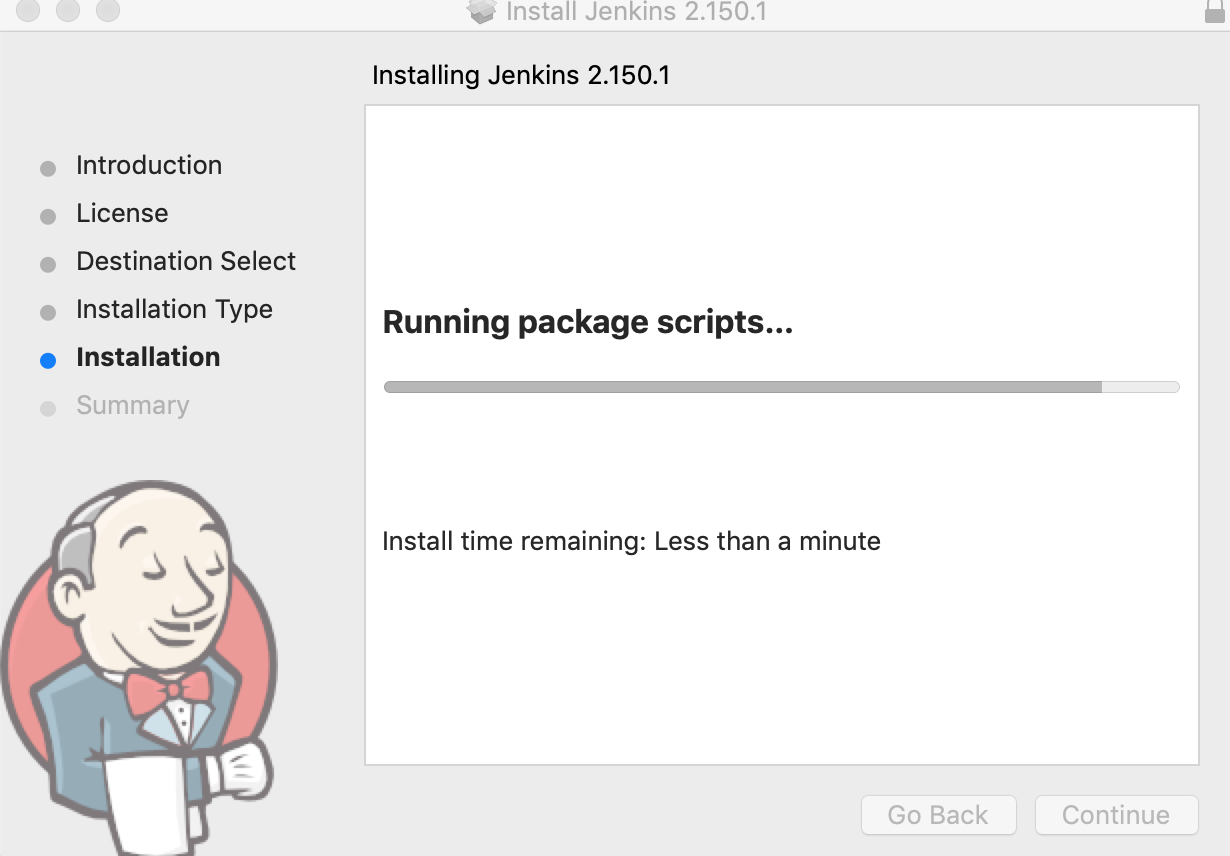 Install Jenkins 2.150.1
Installing Jenkins 2.150.1
Introduction
License
Destination Select
Installation Type
Installation
Summary
Running package scripts...
Install time remaining: Less than a minute
Go Back
Continue